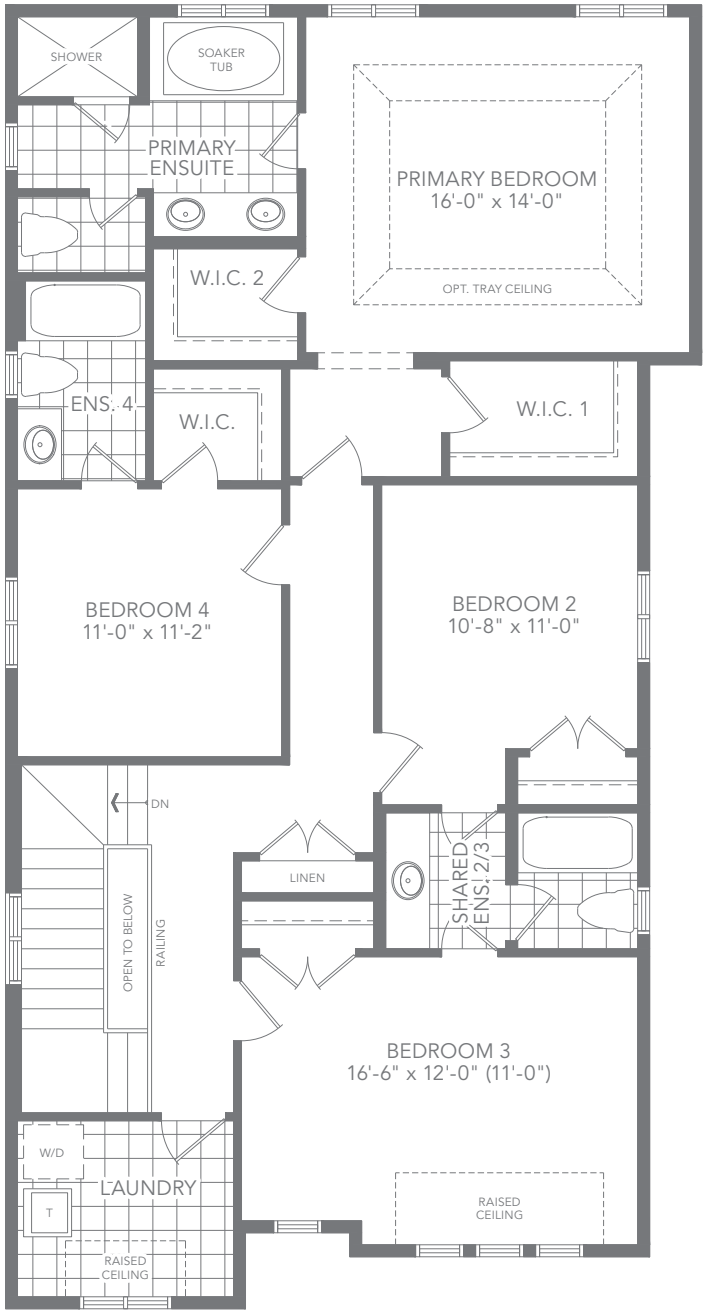 SHOWER
SOAKER
TUB
PRIMARY
ENSUITE
PRIMARY BEDROOM
16'-0" x 14'-0"
OPT. TRAY CEILING
W.I.C. 2
ENS. 4
W.I.C.
W.I.C. 1
BEDROOM 4
11'-0" x 11'-2"
BEDROOM 2
10'-8" x 11'-0"
DN
OPEN TO BELOW
RAILING
LINEN
SHARED
ENS. 2/3
BEDROOM 3
16'-6" x 12'-0" (11'-0")
W/D
LAUNDRY
T
RAISED
CEILING
RAISED
CEILING